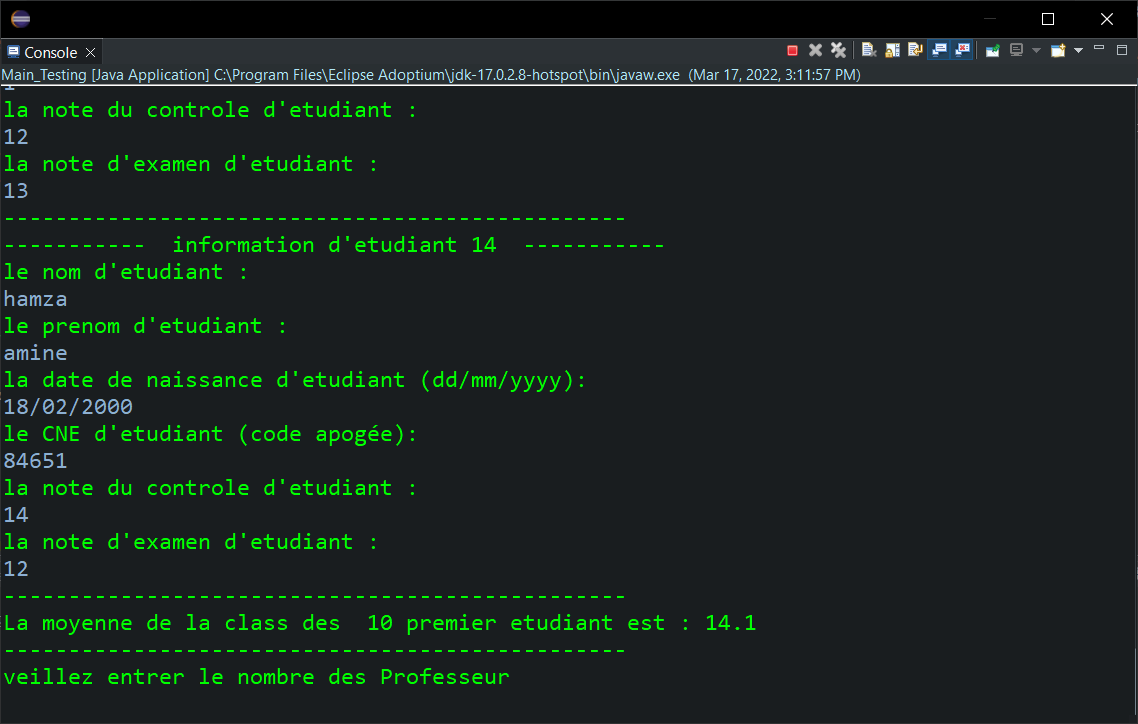 Console
Main_Testing [Java Application] C:\Program Files\Eclipse Adoptium\jdk-17.0.2.8-hotspot\bin\javaw.exe (Mar 17, 2022, 3:11:57 PM)
la note du controle d'etudiant :
12
la note d'examen d'etudiant :
13
------------------------------------------------
-----------  information d'etudiant 14  -----------
le nom d'etudiant :
hamza
le prenom d'etudiant :
amine
la date de naissance d'etudiant (dd/mm/yyyy):
18/02/2000
le CNE d'etudiant (code apogée):
84651
la note du controle d'etudiant :
14
la note d'examen d'etudiant :
12
------------------------------------------------
La moyenne de la class des  10 premier etudiant est : 14.1
------------------------------------------------
veillez entrer le nombre des Professeur